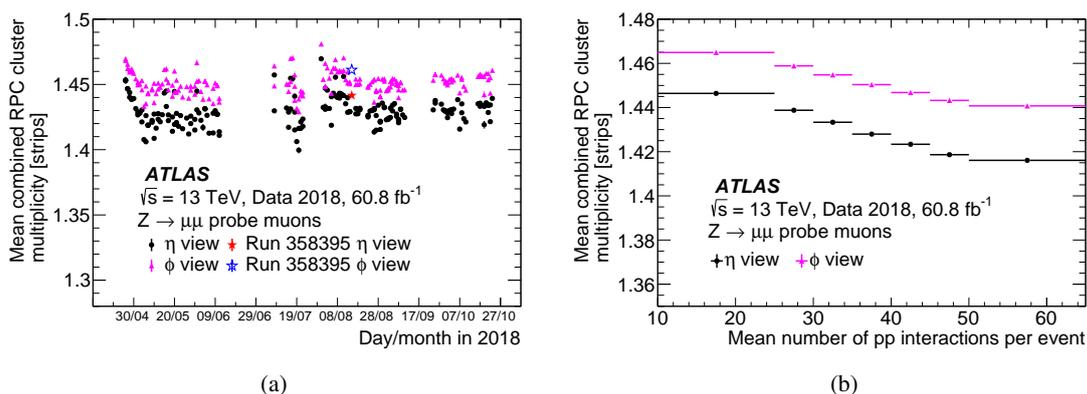 Mean combined RPC cluster
multiplicity [strips]
1.5
1.45
1.4
1.35
1.3
ATLAS
√s = 13 TeV, Data 2018, 60.8 fb⁻¹
Z → μμ probe muons
η view Run 358395 η view
ϕ view Run 358395 ϕ view
30/04 20/05 09/06 29/06 19/07 08/08 28/08 17/09 07/10 27/10
Day/month in 2018
(a)
Mean combined RPC cluster
multiplicity [strips]
1.48
1.46
1.44
1.42
1.4
1.38
1.36
ATLAS
√s = 13 TeV, Data 2018, 60.8 fb⁻¹
Z → μμ probe muons
η view ϕ view
10 20 30 40 50 60
Mean number of pp interactions per event
(b)